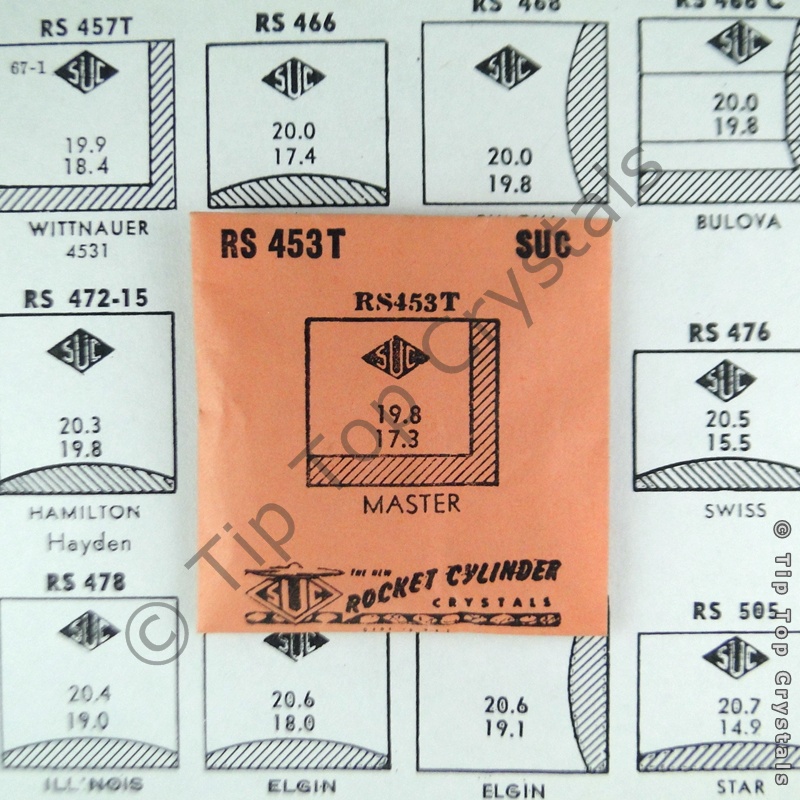 RS 457T
67-1 SUC
19.9
18.4
WITTNAUER
4531
RS 466
SUC
20.0
17.4
RS 468
SUC
20.0
19.8
RS 466 C
SUC
20.0
19.8
BULOVA
RS 472-15
SUC
20.3
19.8
HAMILTON
Hayden
RS 453T SUC
RS453T
SUC
19.8
17.3
MASTER
SUC THE NEW ROCKET CYLINDER
CRYSTALS
RS 476
SUC
20.5
15.5
SWISS
RS 478
SUC
20.4
19.0
ILLINOIS
SUC
20.6
18.0
ELGIN
20.6
19.1
ELGIN
RS 505
SUC
20.7
14.9
STAR
© Tip Top Crystals
© Tip Top Crystals